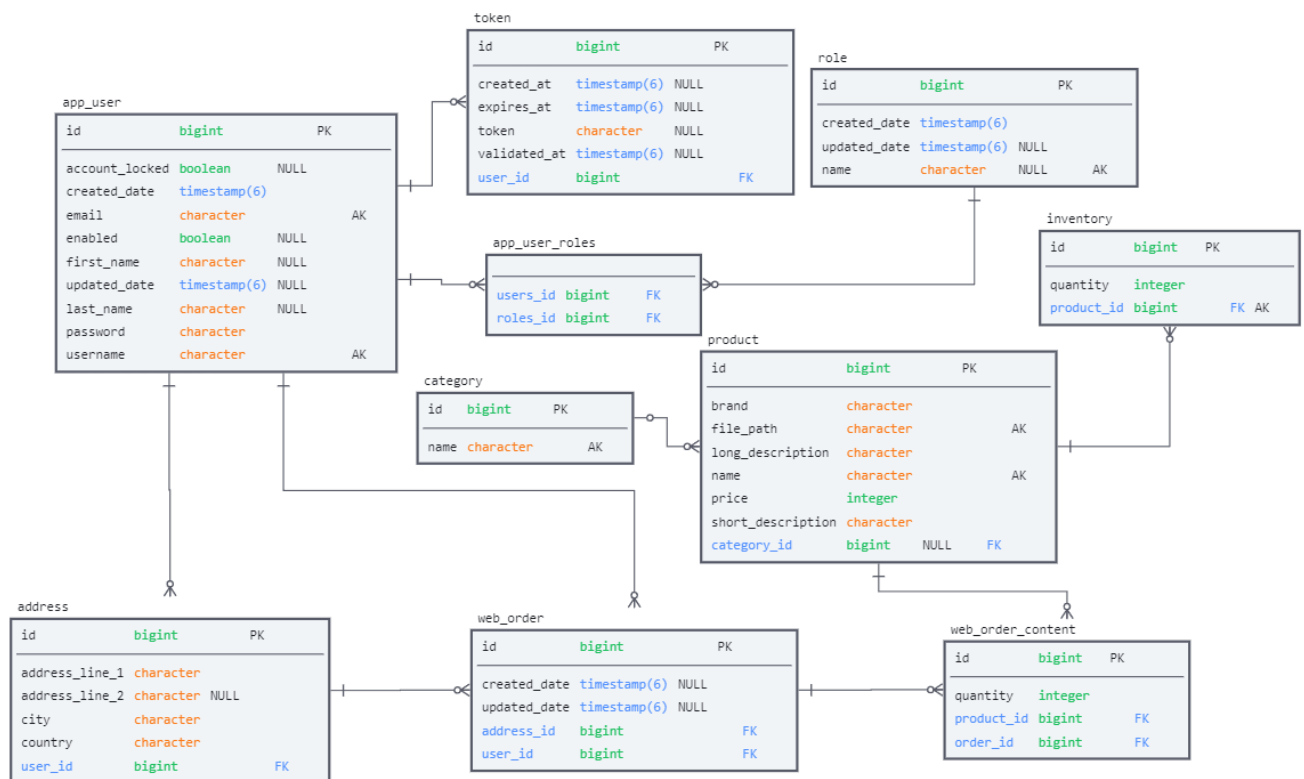 token
id bigint PK
created_at timestamp(6) NULL
expires_at timestamp(6) NULL
token character NULL
validated_at timestamp(6) NULL
user_id bigint FK
role
id bigint PK
created_date timestamp(6)
updated_date timestamp(6) NULL
name character NULL AK
app_user
id bigint PK
account_locked boolean NULL
created_date timestamp(6)
email character AK
enabled boolean NULL
first_name character NULL
updated_date timestamp(6) NULL
last_name character NULL
password character
username character AK
app_user_roles
users_id bigint FK
roles_id bigint FK
inventory
id bigint PK
quantity integer
product_id bigint FK AK
category
id bigint PK
name character AK
product
id bigint PK
brand character
file_path character AK
long_description character
name character AK
price integer
short_description character
category_id bigint NULL FK
address
id bigint PK
address_line_1 character
address_line_2 character NULL
city character
country character
user_id bigint FK
web_order
id bigint PK
created_date timestamp(6) NULL
updated_date timestamp(6) NULL
address_id bigint FK
user_id bigint FK
web_order_content
id bigint PK
quantity integer
product_id bigint FK
order_id bigint FK